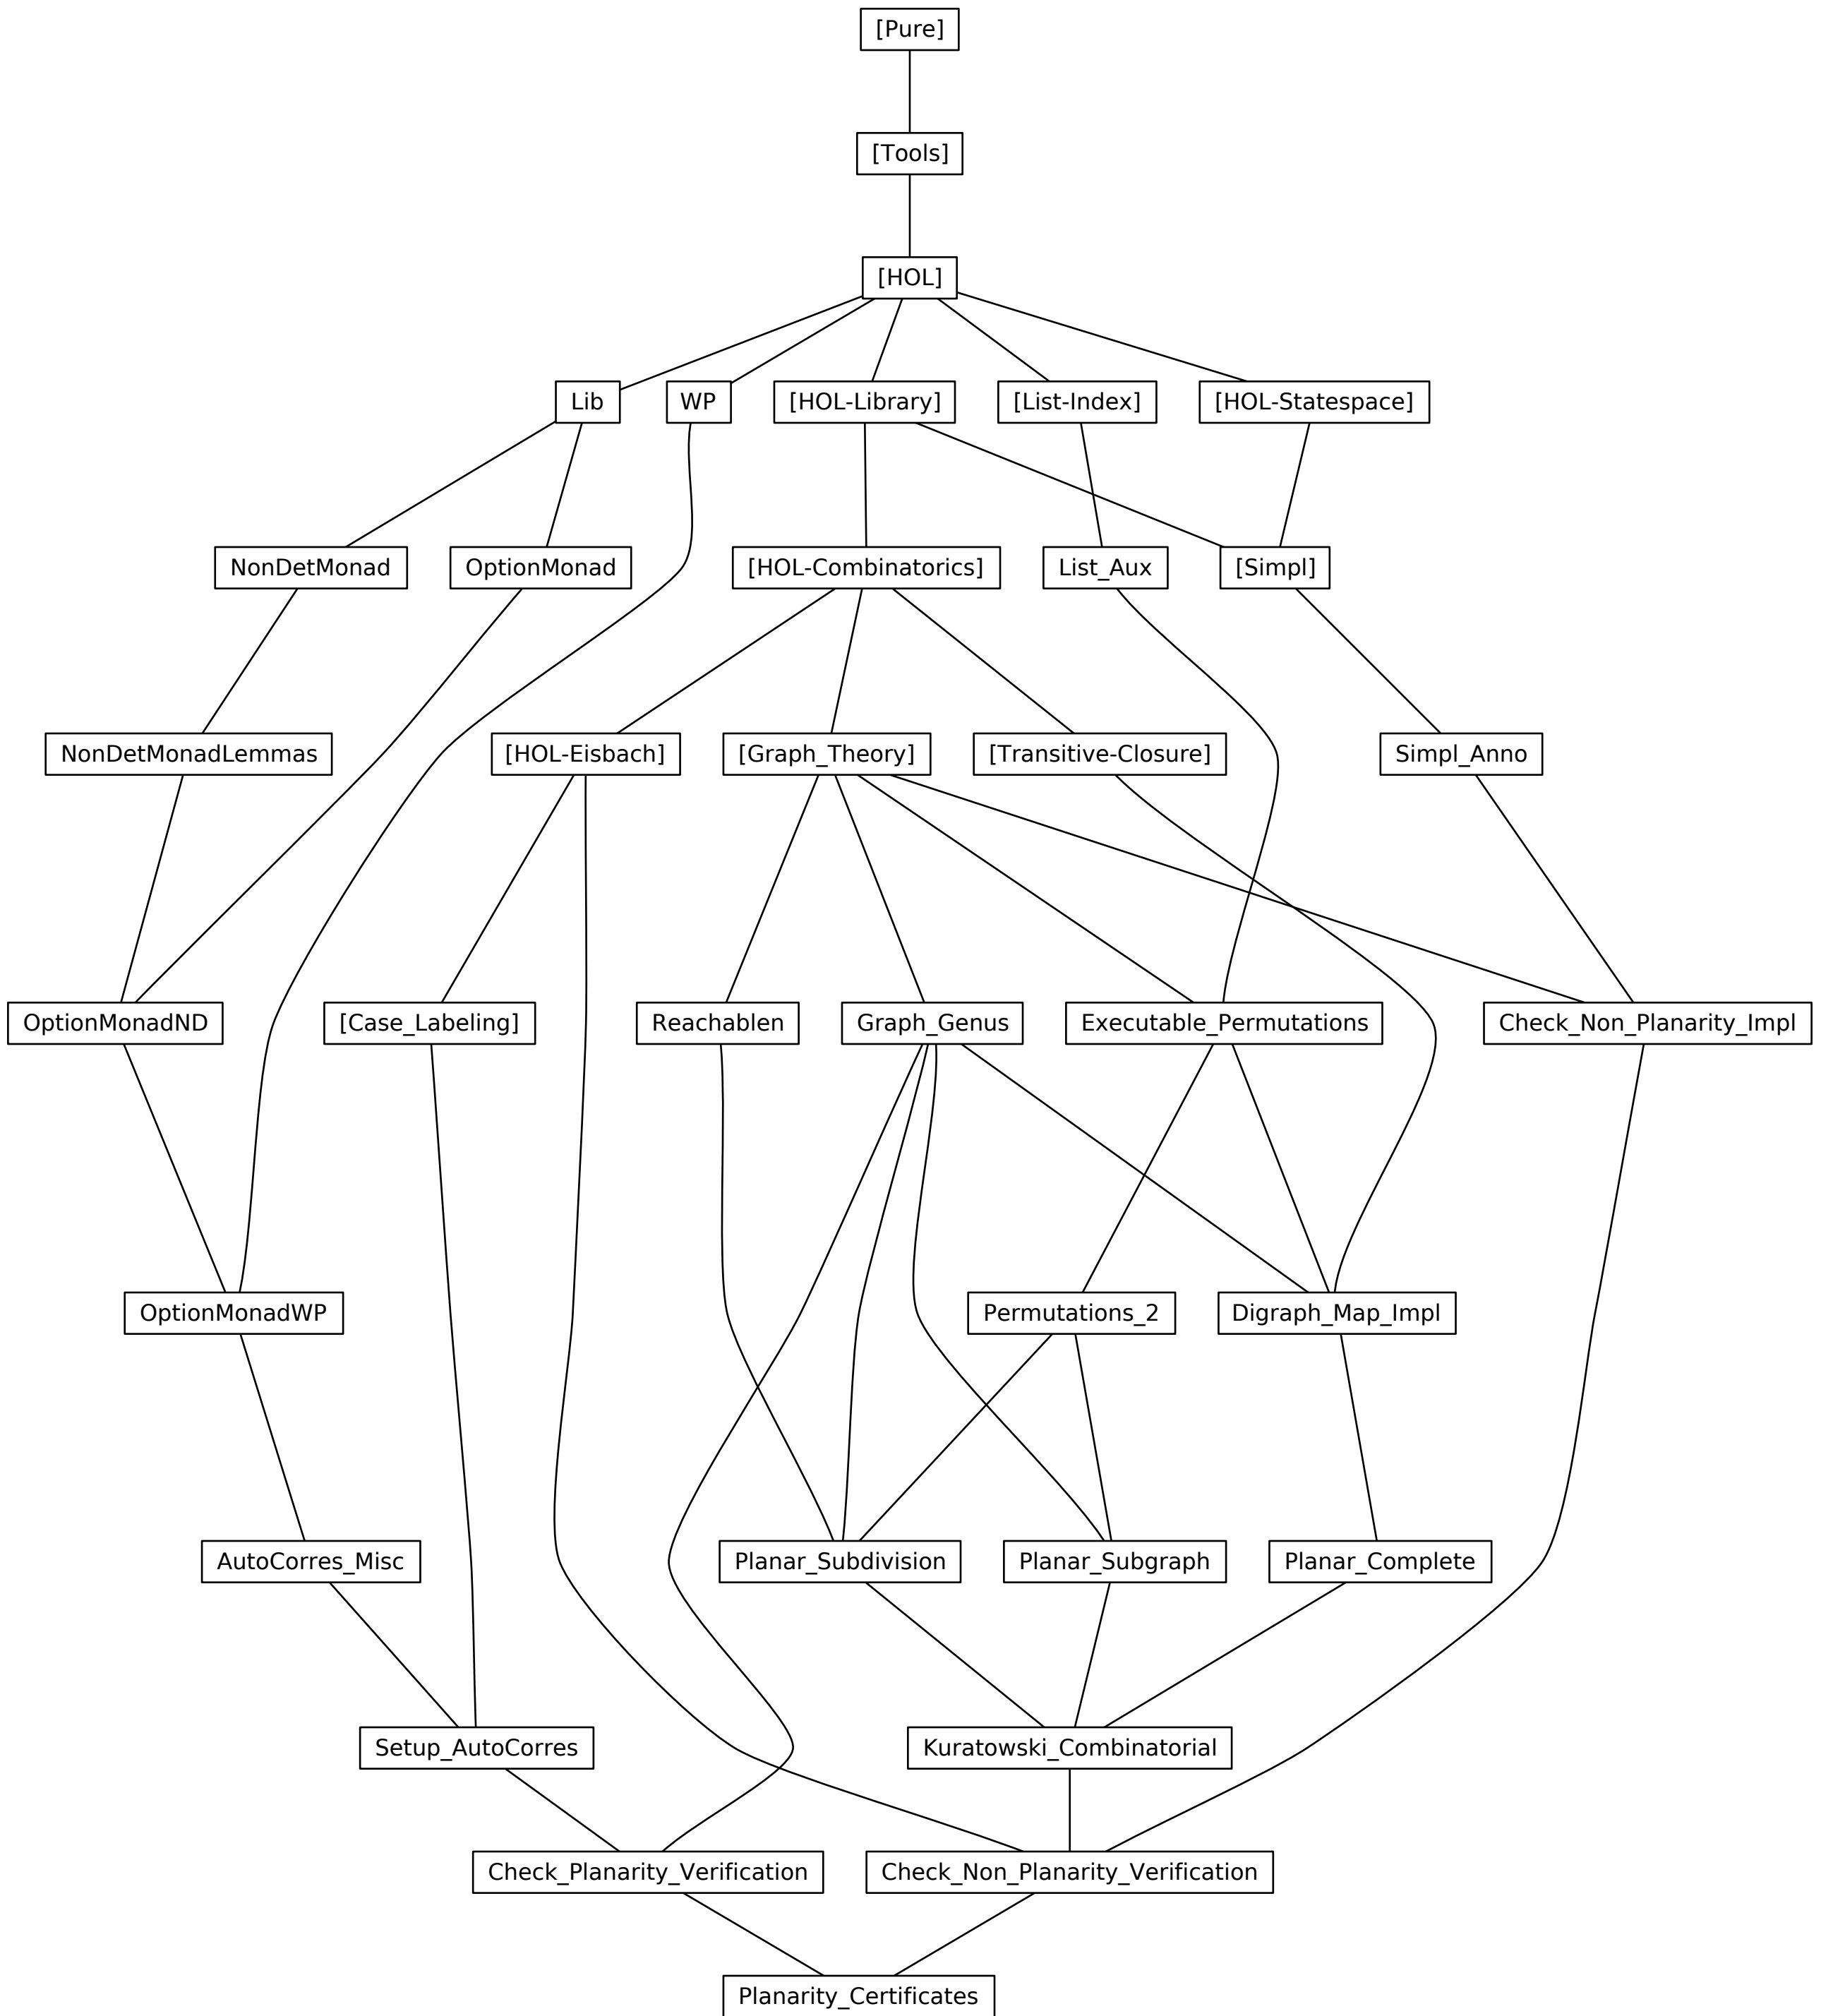 [Pure]
[Tools]
[HOL]
Lib
WP
[HOL-Library]
[List-Index]
[HOL-Statespace]
NonDetMonad
OptionMonad
[HOL-Combinatorics]
List_Aux
[Simpl]
NonDetMonadLemmas
[HOL-Eisbach]
[Graph_Theory]
[Transitive-Closure]
Simpl_Anno
OptionMonadND
[Case_Labeling]
Reachablen
Graph_Genus
Executable_Permutations
Check_Non_Planarity_Impl
OptionMonadWP
Permutations_2
Digraph_Map_Impl
AutoCorres_Misc
Planar_Subdivision
Planar_Subgraph
Planar_Complete
Setup_AutoCorres
Kuratowski_Combinatorial
Check_Planarity_Verification
Check_Non_Planarity_Verification
Planarity_Certificates